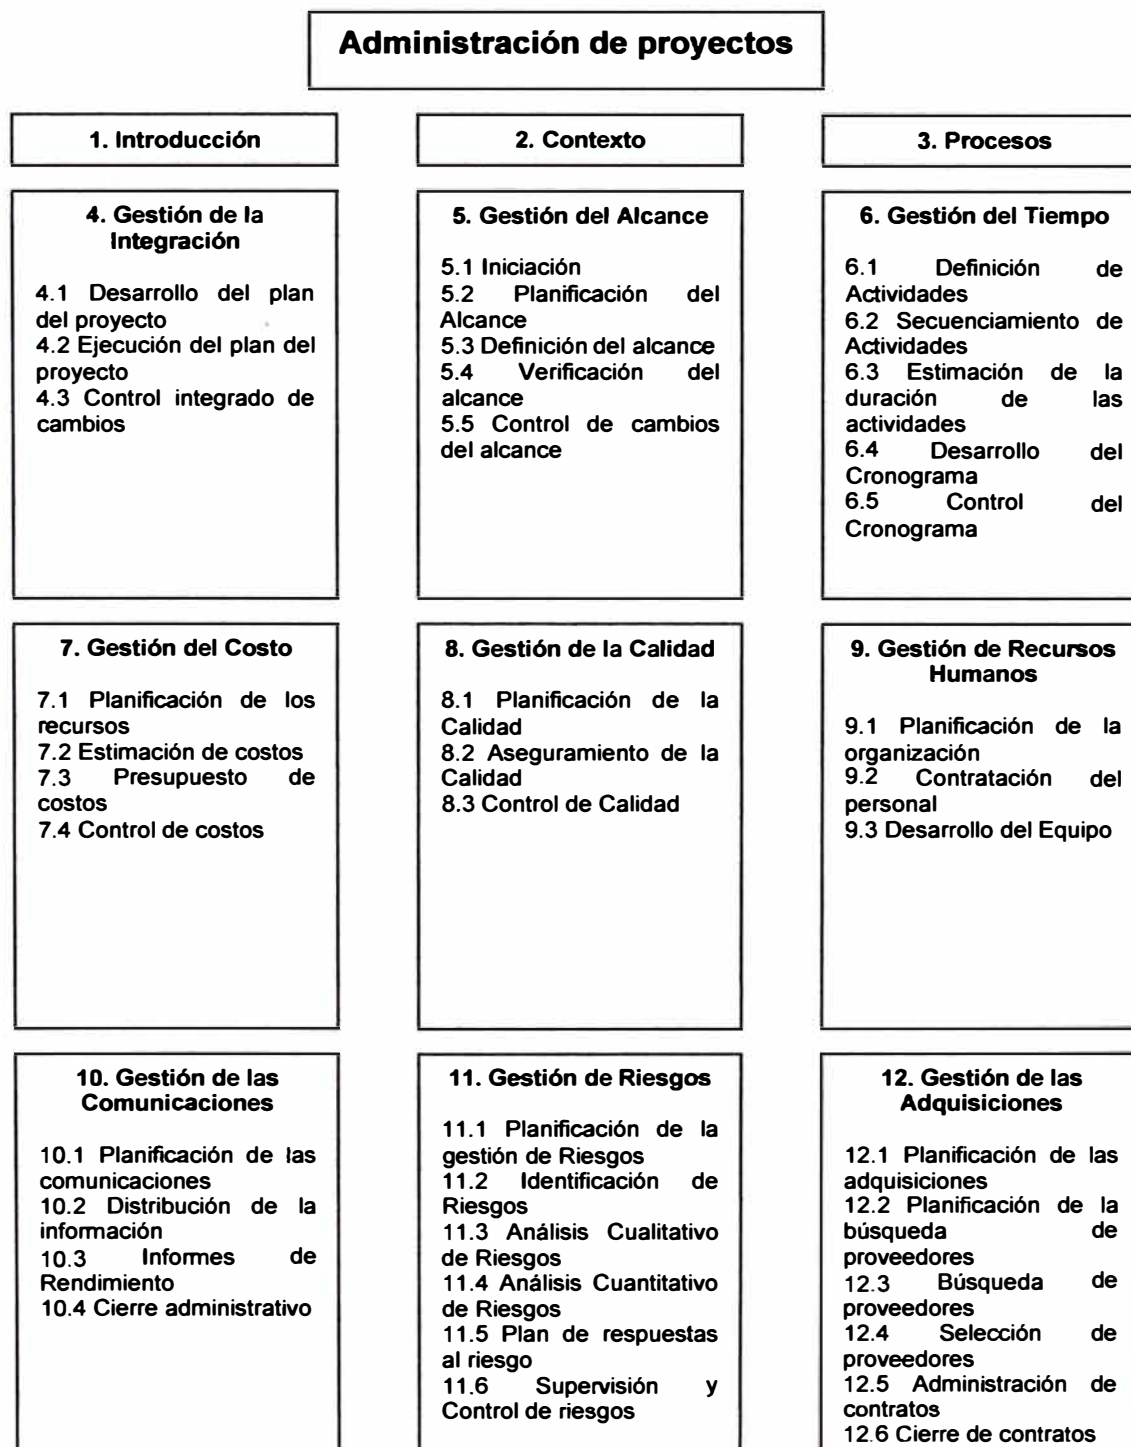 Administración de proyectos
1. Introducción
2. Contexto
3. Procesos
4. Gestión de la
Integración
4.1 Desarrollo del plan
del proyecto
4.2 Ejecución del plan del
proyecto
4.3 Control integrado de
cambios
5. Gestión del Alcance
5.1 Iniciación
5.2 Planificación del
Alcance
5.3 Definición del alcance
5.4 Verificación del
alcance
5.5 Control de cambios
del alcance
6. Gestión del Tiempo
6.1 Definición de
Actividades
6.2 Secuenciamiento de
Actividades
6.3 Estimación de la
duración de las
actividades
6.4 Desarrollo del
Cronograma
6.5 Control del
Cronograma
7. Gestión del Costo
7.1 Planificación de los
recursos
7.2 Estimación de costos
7.3 Presupuesto de
costos
7.4 Control de costos
8. Gestión de la Calidad
8.1 Planificación de la
Calidad
8.2 Aseguramiento de la
Calidad
8.3 Control de Calidad
9. Gestión de Recursos
Humanos
9.1 Planificación de la
organización
9.2 Contratación del
personal
9.3 Desarrollo del Equipo
10. Gestión de las
Comunicaciones
10.1 Planificación de las
comunicaciones
10.2 Distribución de la
información
10.3 Informes de
Rendimiento
10.4 Cierre administrativo
11. Gestión de Riesgos
11.1 Planificación de la
gestión de Riesgos
11.2 Identificación de
Riesgos
11.3 Análisis Cualitativo
de Riesgos
11.4 Análisis Cuantitativo
de Riesgos
11.5 Plan de respuestas
al riesgo
11.6 Supervisión y
Control de riesgos
12. Gestión de las
Adquisiciones
12.1 Planificación de las
adquisiciones
12.2 Planificación de la
búsqueda de
proveedores
12.3 Búsqueda de
proveedores
12.4 Selección de
proveedores
12.5 Administración de
contratos
12.6 Cierre de contratos